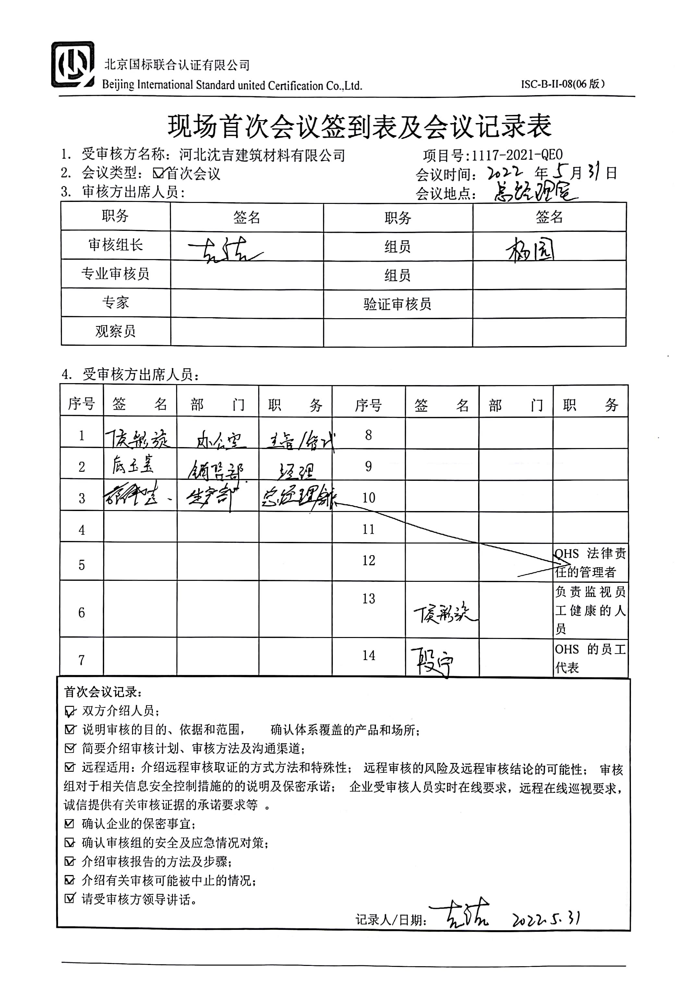 北京国标联合认证有限公司
Beijing International Standard united Certification Co.,Ltd.
ISC-B-II-08(06版)
现场首次会议签到表及会议记录表
1. 受审核方名称：河北沈吉建筑材料有限公司 项目号:1117-2021-QEO
2. 会议类型：☑首次会议 会议时间：2022 年 5 月 31 日
3. 审核方出席人员： 会议地点：总经理室
职务 签名 职务 签名
审核组长 组员 杨园
专业审核员 组员
专家 验证审核员
观察员
4. 受审核方出席人员：
序号 签 名 部 门 职 务 序号 签 名 部 门 职 务
1 侯彩旋 办公室 主管/管代 8
2 底玉 销售部 经理 9
3 生产部 总经理 10
4 11
5 12 OHS 法律责
任的管理者
6 13 侯彩旋 负责监视员
工健康的人
员
7 14 段宁 OHS 的员工
代表
首次会议记录：
☑ 双方介绍人员；
☑ 说明审核的目的、依据和范围， 确认体系覆盖的产品和场所；
☑ 简要介绍审核计划、审核方法及沟通渠道；
☑ 远程适用：介绍远程审核取证的方式方法和特殊性； 远程审核的风险及远程审核结论的可能性； 审核
组对于相关信息安全控制措施的的说明及保密承诺； 企业受审核人员实时在线要求，远程在线巡视要求，
诚信提供有关审核证据的承诺要求等 。
☑ 确认企业的保密事宜；
☑ 确认审核组的安全及应急情况对策；
☑ 介绍审核报告的方法及步骤；
☑ 介绍有关审核可能被中止的情况；
☑ 请受审核方领导讲话。
记录人/日期： 2022.5.31